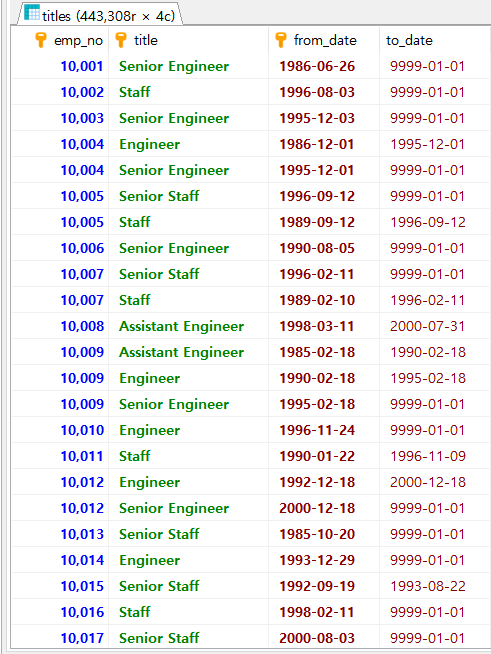 titles (443,308r × 4c)
emp_no title from_date to_date
10,001 Senior Engineer 1986-06-26 9999-01-01
10,002 Staff 1996-08-03 9999-01-01
10,003 Senior Engineer 1995-12-03 9999-01-01
10,004 Engineer 1986-12-01 1995-12-01
10,004 Senior Engineer 1995-12-01 9999-01-01
10,005 Senior Staff 1996-09-12 9999-01-01
10,005 Staff 1989-09-12 1996-09-12
10,006 Senior Engineer 1990-08-05 9999-01-01
10,007 Senior Staff 1996-02-11 9999-01-01
10,007 Staff 1989-02-10 1996-02-11
10,008 Assistant Engineer 1998-03-11 2000-07-31
10,009 Assistant Engineer 1985-02-18 1990-02-18
10,009 Engineer 1990-02-18 1995-02-18
10,009 Senior Engineer 1995-02-18 9999-01-01
10,010 Engineer 1996-11-24 9999-01-01
10,011 Staff 1990-01-22 1996-11-09
10,012 Engineer 1992-12-18 2000-12-18
10,012 Senior Engineer 2000-12-18 9999-01-01
10,013 Senior Staff 1985-10-20 9999-01-01
10,014 Engineer 1993-12-29 9999-01-01
10,015 Senior Staff 1992-09-19 1993-08-22
10,016 Staff 1998-02-11 9999-01-01
10,017 Senior Staff 2000-08-03 9999-01-01